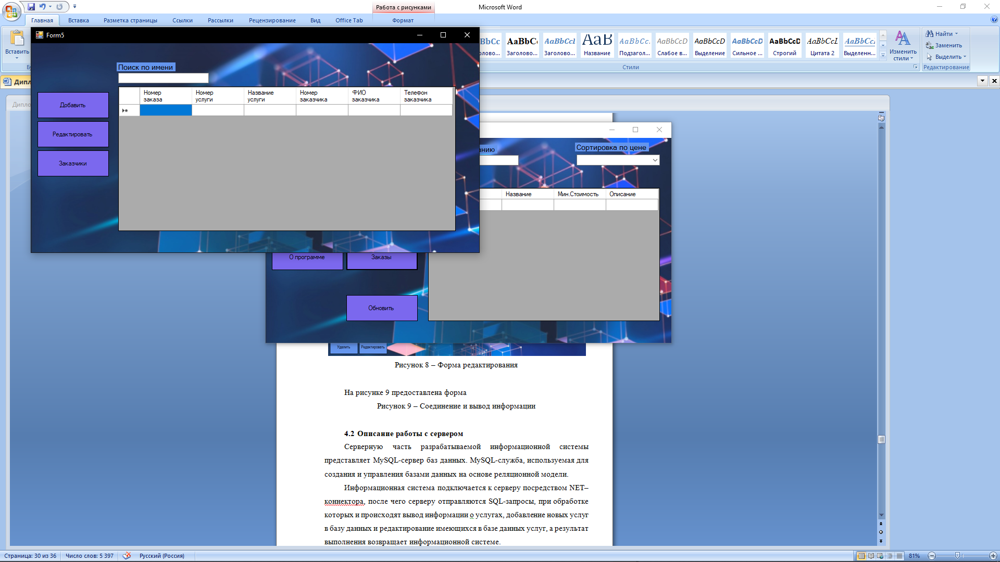 Работа с рисунками
Microsoft Word
Главная
Вставка
Разметка страницы
Ссылки
Рассылки
Рецензирование
Вид
Office Tab
Формат
Вставить
Form5
Поиск по имени
Номер заказа
Номер услуги
Название услуги
Номер заказчика
ФИО заказчика
Телефон заказчика
Добавить
Редактировать
Заказчики
AaBbC
Заголово...
AaBbCcI
Заголово...
АаВ
Название
AaBbCc.
Подзагол...
AaBbCcD
Слабое в...
AaBbCcD
Выделение
AaBbCcD
Сильное ...
AaBbCcD
Строгий
AaBbCcL
Цитата 2
AaBbCc.
Выделенн...
Изменить стили
Стили
Найти
Заменить
Выделить
Редактирование
Сортировка по цене
Название
Мин.Стоимость
Описание
О программе
Заказы
Обновить
Удалить
Редактировать
Рисунок 8 – Форма редактирования
На рисунке 9 предоставлена форма
Рисунок 9 – Соединение и вывод информации
4.2 Описание работы с сервером
Серверную часть разрабатываемой информационной системы
представляет MySQL-сервер баз данных. MySQL-служба, используемая для
создания и управления базами данных на основе реляционной модели.
Информационная система подключается к серверу посредством NET–
коннектора, после чего серверу отправляются SQL-запросы, при обработке
которых и происходят вывод информации о услугах, добавление новых услуг
в базу данных и редактирование имеющихся в базе данных услуг, а результат
выполнения возвращает информационной системе.
Страница: 30 из 36
Число слов: 5 397
Русский (Россия)
81%